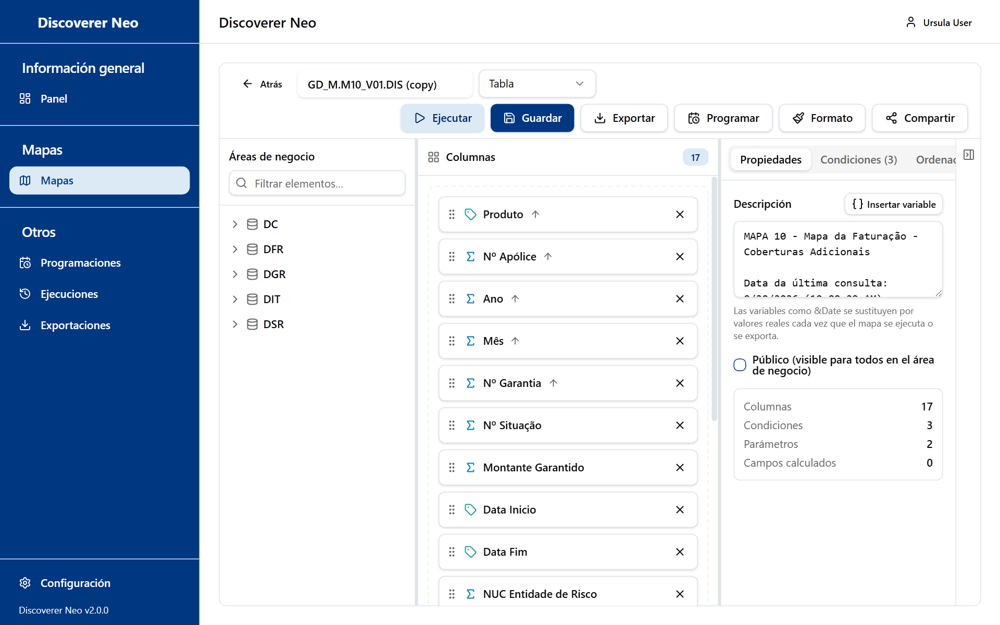 Discoverer Neo
Discoverer Neo
Ursula User
Información general
Panel
Mapas
Mapas
Otros
Programaciones
Ejecuciones
Exportaciones
Configuración
Discoverer Neo v2.0.0
Atrás
GD_M.M10_V01.DIS (copy)
Tabla
Ejecutar
Guardar
Exportar
Programar
Formato
Compartir
Áreas de negocio
Filtrar elementos...
DC
DFR
DGR
DIT
DSR
Columnas
17
Produto
Nº Apólice
Ano
Mês
Nº Garantia
Nº Situação
Montante Garantido
Data Inicio
Data Fim
NUC Entidade de Risco
Propiedades
Condiciones (3)
Ordenac
Descripción
{ } Insertar variable
MAPA 10 - Mapa da Faturação -
Coberturas Adicionais
Data da última consulta:
Las variables como &Date se sustituyen por
valores reales cada vez que el mapa se ejecuta o
se exporta.
Público (visible para todos en el área
de negocio)
Columnas 17
Condiciones 3
Parámetros 2
Campos calculados 0